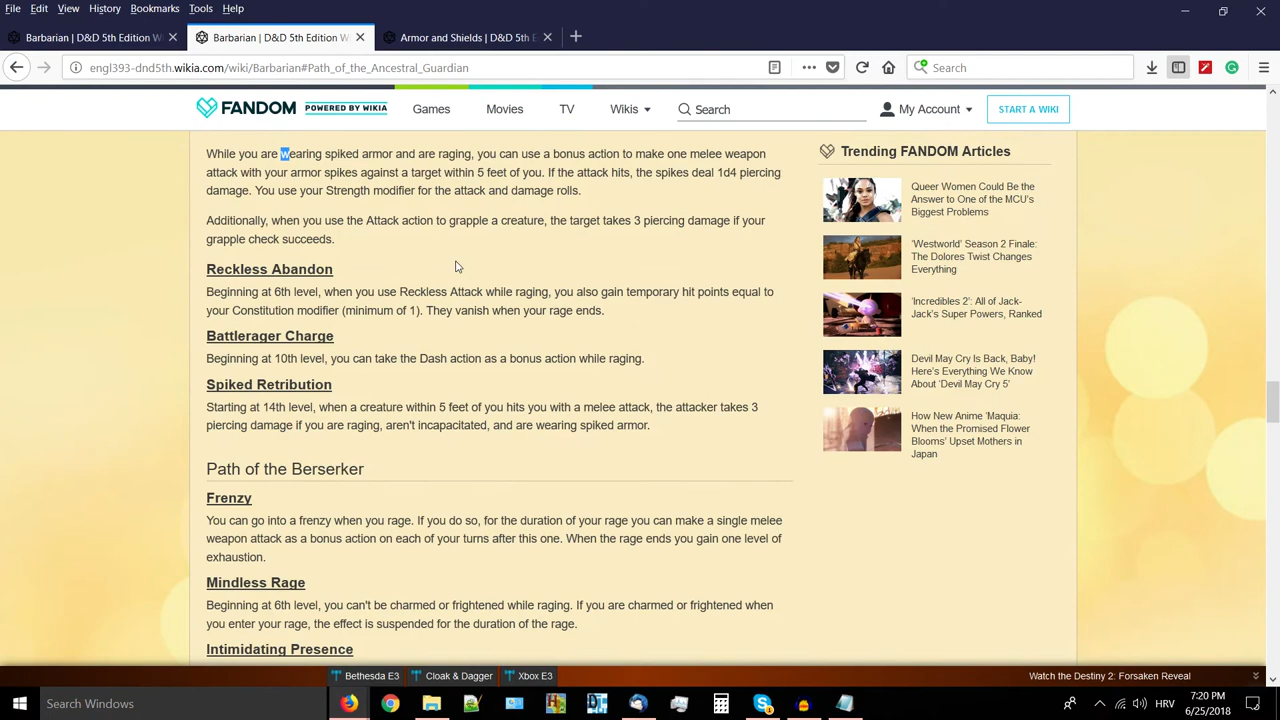 File Edit View History Bookmarks Tools Help
Barbarian | D&D 5th Edition W
Barbarian | D&D 5th Edition W
Armor and Shields | D&D 5th E
engl393-dnd5th.wikia.com/wiki/Barbarian#Path_of_the_Ancestral_Guardian
Search
FANDOM POWERED BY WIKIA Games Movies TV Wikis Search My Account START A WIKI
While you are wearing spiked armor and are raging, you can use a bonus action to make one melee weapon
attack with your armor spikes against a target within 5 feet of you. If the attack hits, the spikes deal 1d4 piercing
damage. You use your Strength modifier for the attack and damage rolls.
Additionally, when you use the Attack action to grapple a creature, the target takes 3 piercing damage if your
grapple check succeeds.
Reckless Abandon
Beginning at 6th level, when you use Reckless Attack while raging, you also gain temporary hit points equal to
your Constitution modifier (minimum of 1). They vanish when your rage ends.
Battlerager Charge
Beginning at 10th level, you can take the Dash action as a bonus action while raging.
Spiked Retribution
Starting at 14th level, when a creature within 5 feet of you hits you with a melee attack, the attacker takes 3
piercing damage if you are raging, aren't incapacitated, and are wearing spiked armor.
Path of the Berserker
Frenzy
You can go into a frenzy when you rage. If you do so, for the duration of your rage you can make a single melee
weapon attack as a bonus action on each of your turns after this one. When the rage ends you gain one level of
exhaustion.
Mindless Rage
Beginning at 6th level, you can't be charmed or frightened while raging. If you are charmed or frightened when
you enter your rage, the effect is suspended for the duration of the rage.
Intimidating Presence
Trending FANDOM Articles
Queer Women Could Be the
Answer to One of the MCU's
Biggest Problems
'Westworld' Season 2 Finale:
The Dolores Twist Changes
Everything
'Incredibles 2': All of Jack-
Jack's Super Powers, Ranked
Devil May Cry Is Back, Baby!
Here's Everything We Know
About 'Devil May Cry 5'
How New Anime 'Maquia:
When the Promised Flower
Blooms' Upset Mothers in
Japan
Bethesda E3 Cloak & Dagger Xbox E3 Watch the Destiny 2: Forsaken Reveal
Search Windows
HRV
7:20 PM
6/25/2018